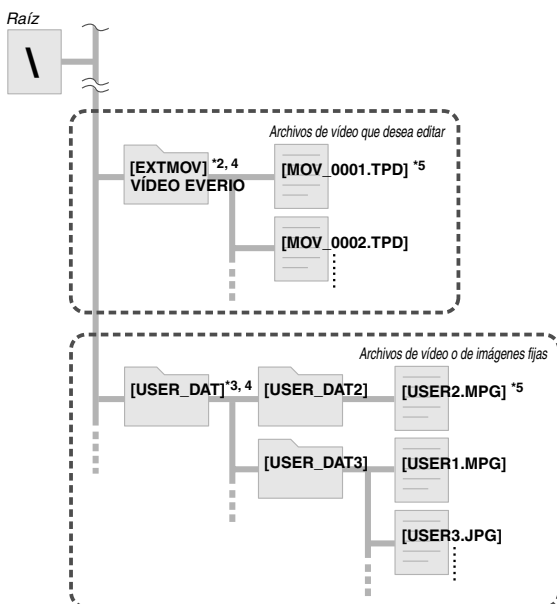 Raíz
\
Archivos de vídeo que desea editar
[EXTMOV] *2, 4
VÍDEO EVERIO
[MOV_0001.TPD] *5
[MOV_0002.TPD]
Archivos de vídeo o de imágenes fijas
[USER_DAT]*3, 4
[USER_DAT2]
[USER2.MPG] *5
[USER_DAT3]
[USER1.MPG]
[USER3.JPG]